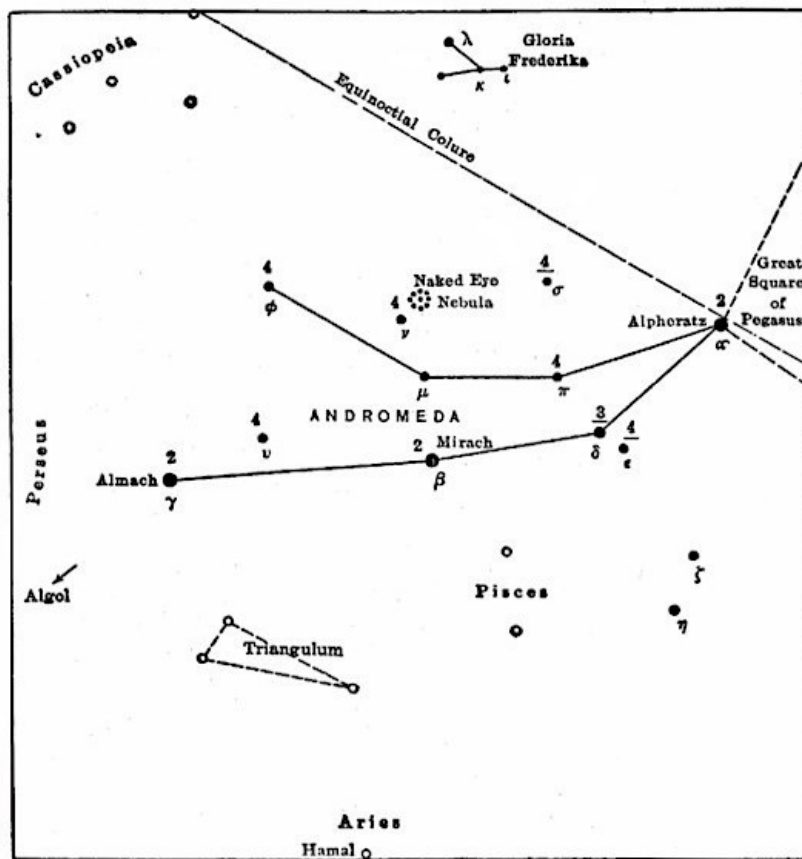 Cassiopeia
λ
Gloria
Frederika
κ
ι
Equinoctial Colure
4
φ
Naked Eye
Nebula
4
ν
4
σ
Great
Square
of
Pegasus
2
Alpheratz
α
μ
4
π
ANDROMEDA
4
υ
2
Mirach
β
3
δ
4
ε
Perseus
2
Almach
γ
Algol
Pisces
ζ
η
Triangulum
Aries
Hamal